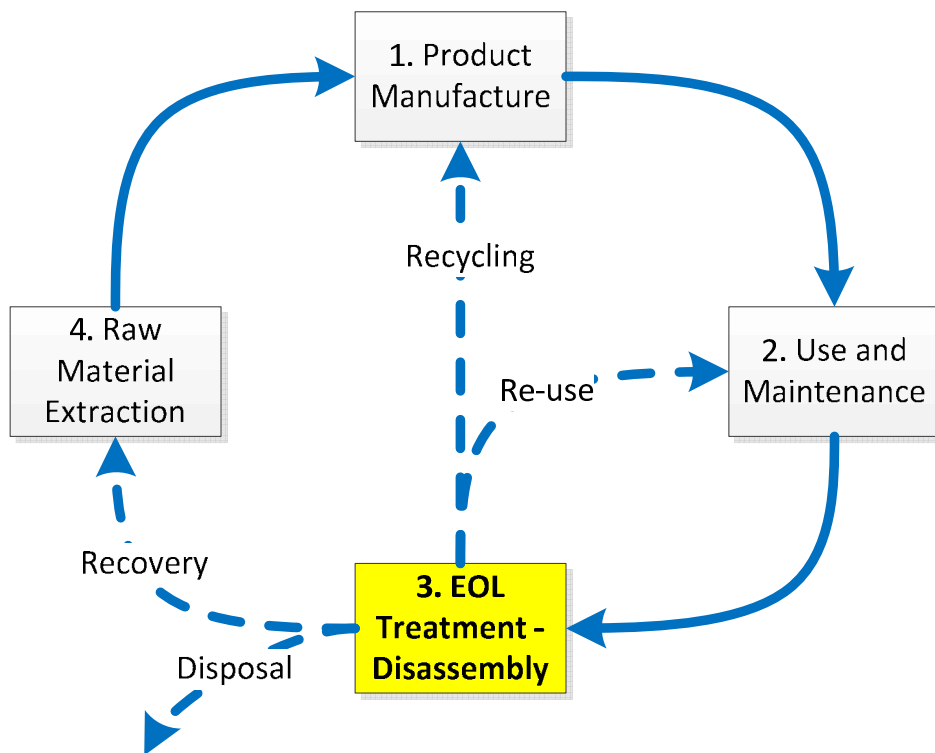 1. Product
Manufacture
Recycling
4. Raw
Material
Extraction
2. Use and
Maintenance
Re-use
Recovery
3. EOL
Treatment -
Disassembly
Disposal